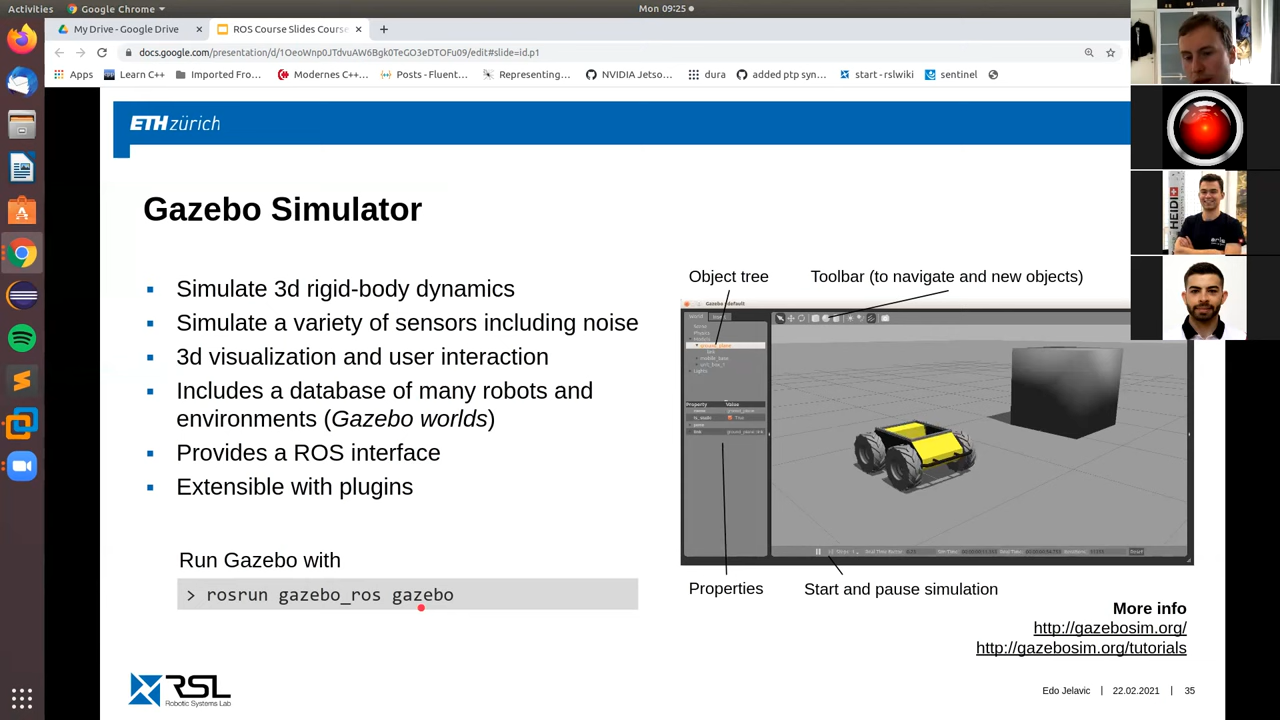 Activities
Google Chrome
Mon 09:25
My Drive - Google Drive
ROS Course Slides Course
docs.google.com/presentation/d/1OeoWnp0JTdvuAW6Bgk0TeGO3eDTOFu09/edit#slide=id.p1
Apps
Learn C++
Imported Fro...
Modernes C++...
Posts - Fluent...
Representing...
NVIDIA Jetso...
dura
added ptp syn...
start - rslwiki
sentinel
ETH zürich
HEIDI
Gazebo Simulator
Simulate 3d rigid-body dynamics
Simulate a variety of sensors including noise
3d visualization and user interaction
Includes a database of many robots and
environments (Gazebo worlds)
Provides a ROS interface
Extensible with plugins
Run Gazebo with
> rosrun gazebo_ros gazebo
Object tree
Toolbar (to navigate and new objects)
Property Value
Properties
Start and pause simulation
More info
http://gazebosim.org/
http://gazebosim.org/tutorials
RSL
Robotic Systems Lab
Edo Jelavic | 22.02.2021 | 35